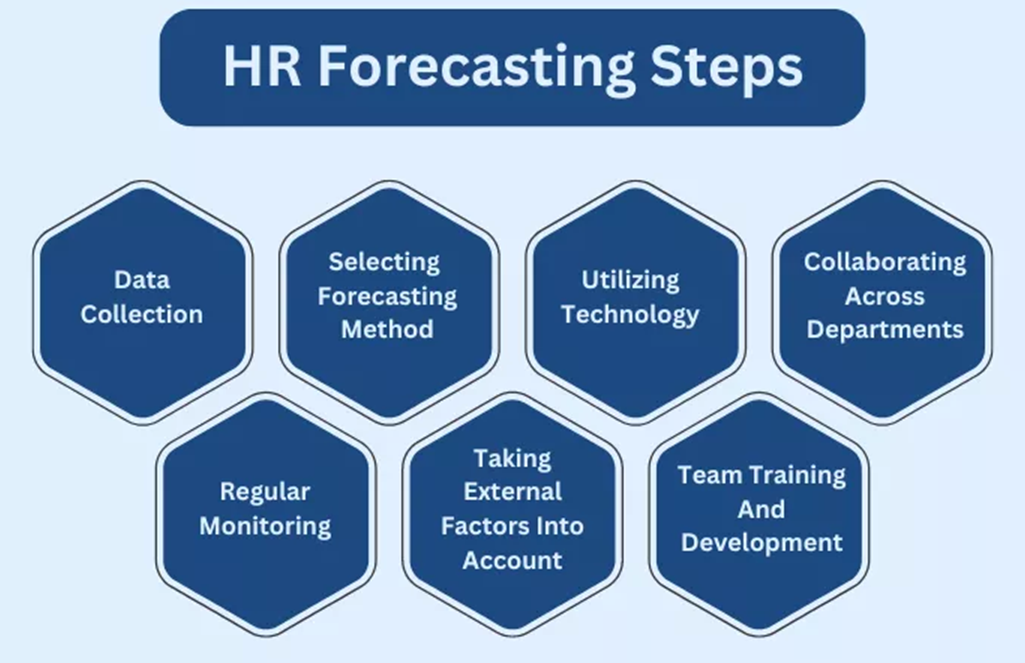 HR Forecasting Steps
Data
Collection
Selecting
Forecasting
Method
Utilizing
Technology
Collaborating
Across
Departments
Regular
Monitoring
Taking
External
Factors Into
Account
Team Training
And
Development